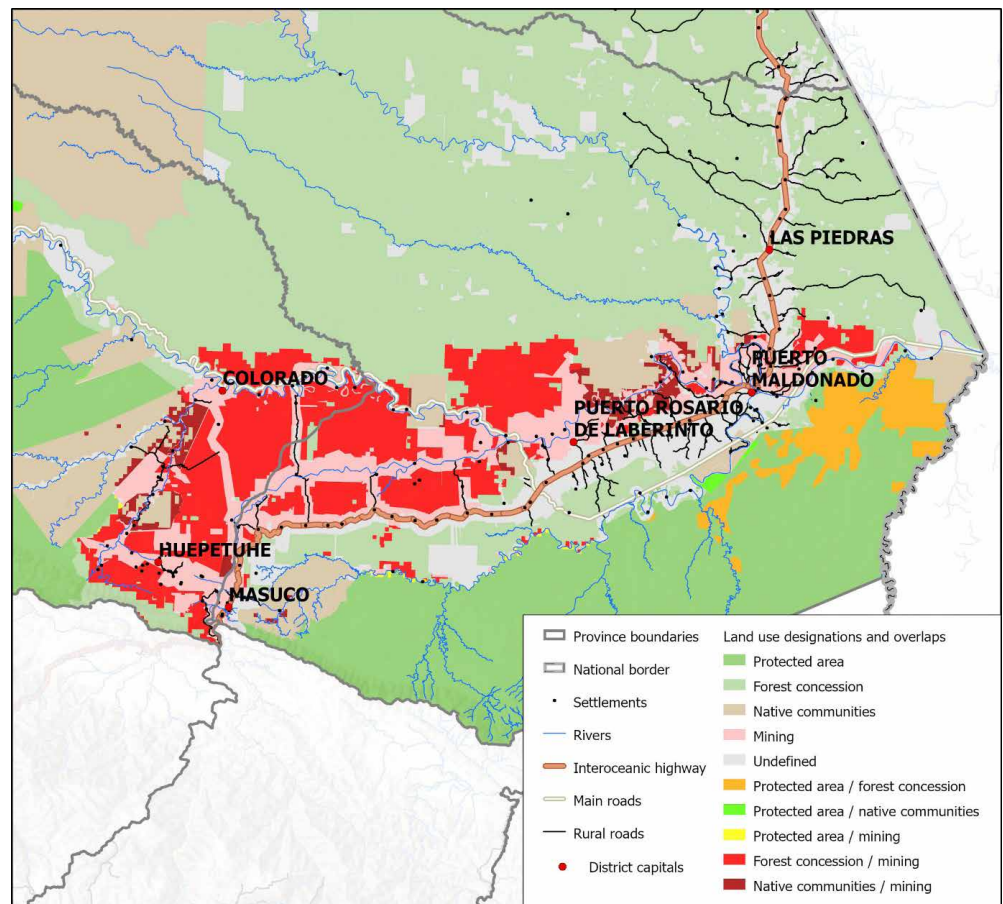 LAS PIEDRAS
COLORADO
PUERTO
MALDONADO
PUERTO ROSARIO
DE LABERINTO
HUEPETUHE
MASUCO
Province boundaries
National border
Settlements
Rivers
Interoceanic highway
Main roads
Rural roads
District capitals
Land use designations and overlaps
Protected area
Forest concession
Native communities
Mining
Undefined
Protected area / forest concession
Protected area / native communities
Protected area / mining
Forest concession / mining
Native communities / mining